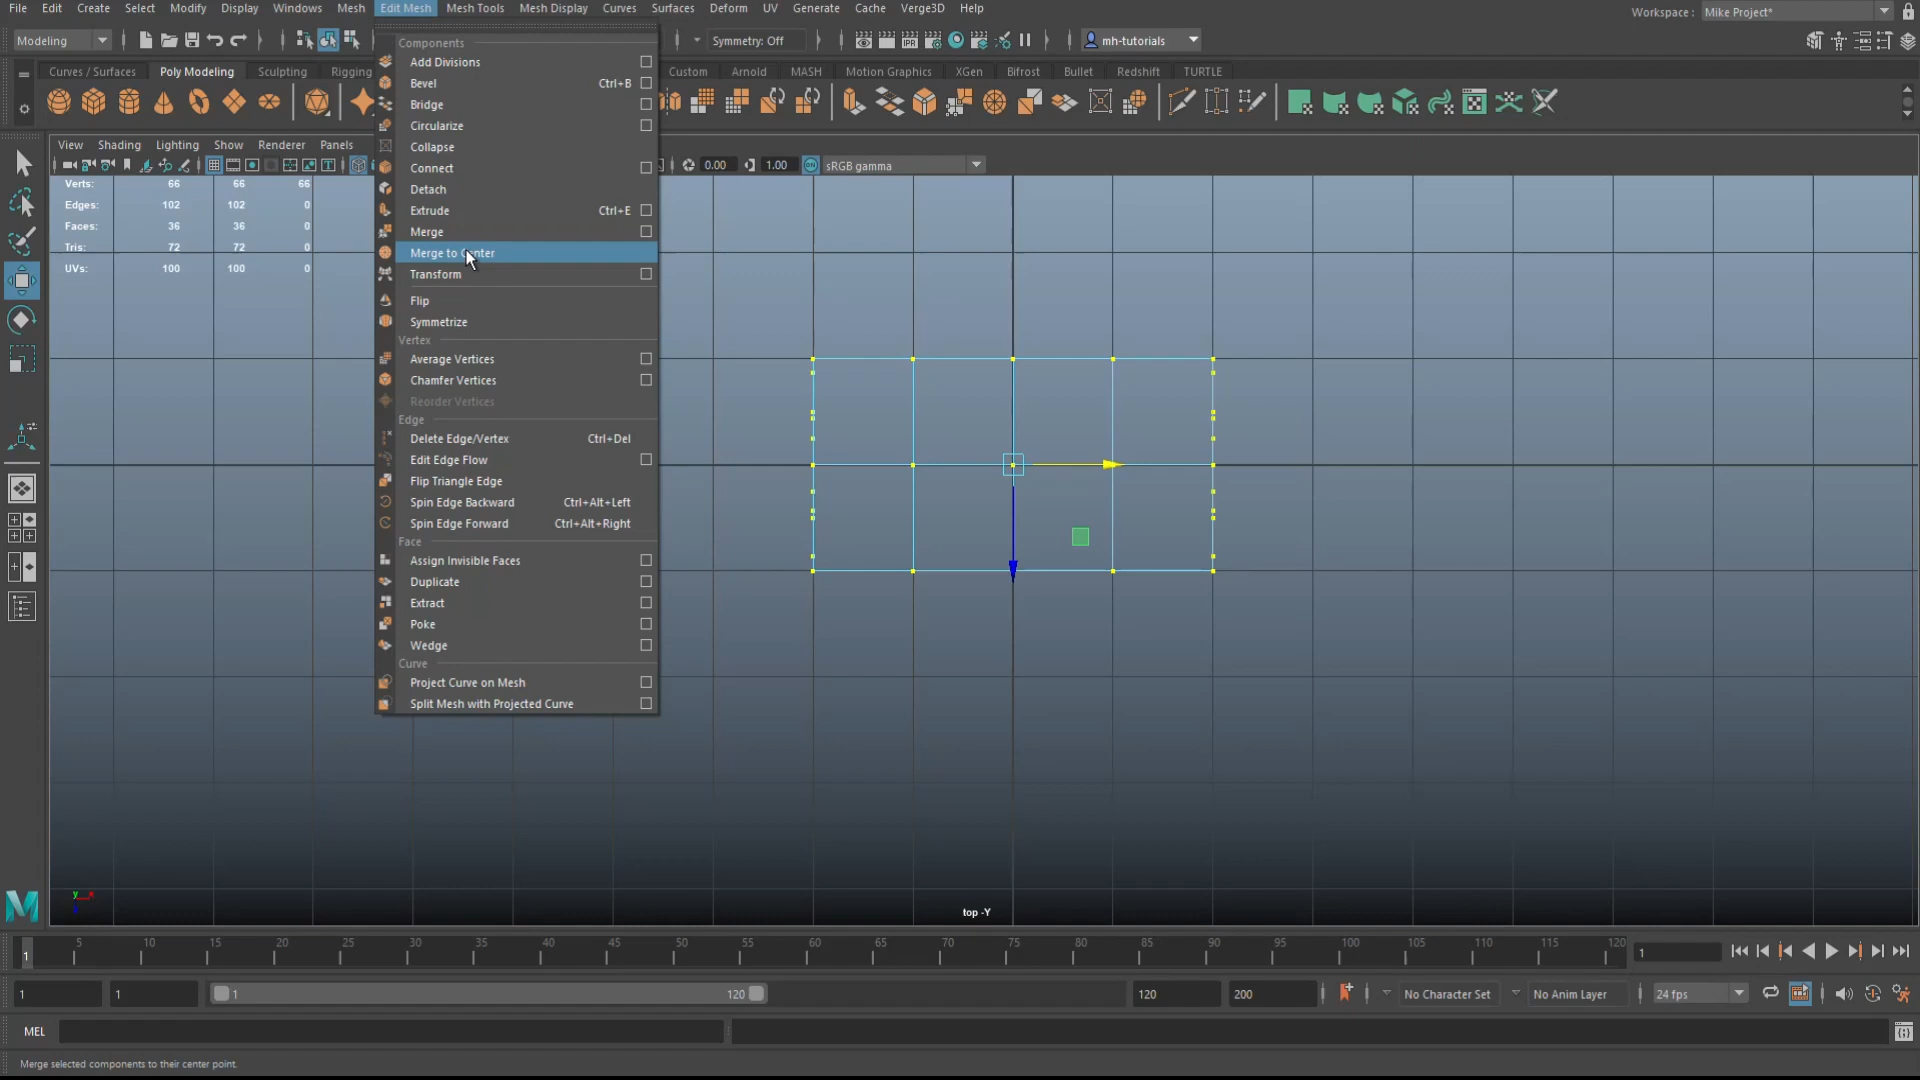 File Edit Create Select Modify Display Windows Mesh Edit Mesh Mesh Tools Mesh Display Curves Surfaces Deform UV Generate Cache Verge3D Help
Workspace : Mike Project*
Modeling
Symmetry: Off
mh-tutorials
Curves / Surfaces Poly Modeling Sculpting Rigging
Custom Arnold MASH Motion Graphics XGen Bifrost Bullet Redshift TURTLE
View Shading Lighting Show Renderer Panels
0.00 1.00 sRGB gamma
Verts: 66 66 66
Edges: 102 102 0
Faces: 36 36 0
Tris: 72 72 0
UVs: 100 100 0
Components
Add Divisions
Bevel Ctrl+B
Bridge
Circularize
Collapse
Connect
Detach
Extrude Ctrl+E
Merge
Merge to Center
Transform
Flip
Symmetrize
Vertex
Average Vertices
Chamfer Vertices
Reorder Vertices
Edge
Delete Edge/Vertex Ctrl+Del
Edit Edge Flow
Flip Triangle Edge
Spin Edge Backward Ctrl+Alt+Left
Spin Edge Forward Ctrl+Alt+Right
Face
Assign Invisible Faces
Duplicate
Extract
Poke
Wedge
Curve
Project Curve on Mesh
Split Mesh with Projected Curve
top -Y
1 5 10 15 20 25 30 35 40 45 50 55 60 65 70 75 80 85 90 95 100 105 110 115 120
1
1 1 1 120 120 200 No Character Set No Anim Layer 24 fps
MEL
Merge selected components to their center point.